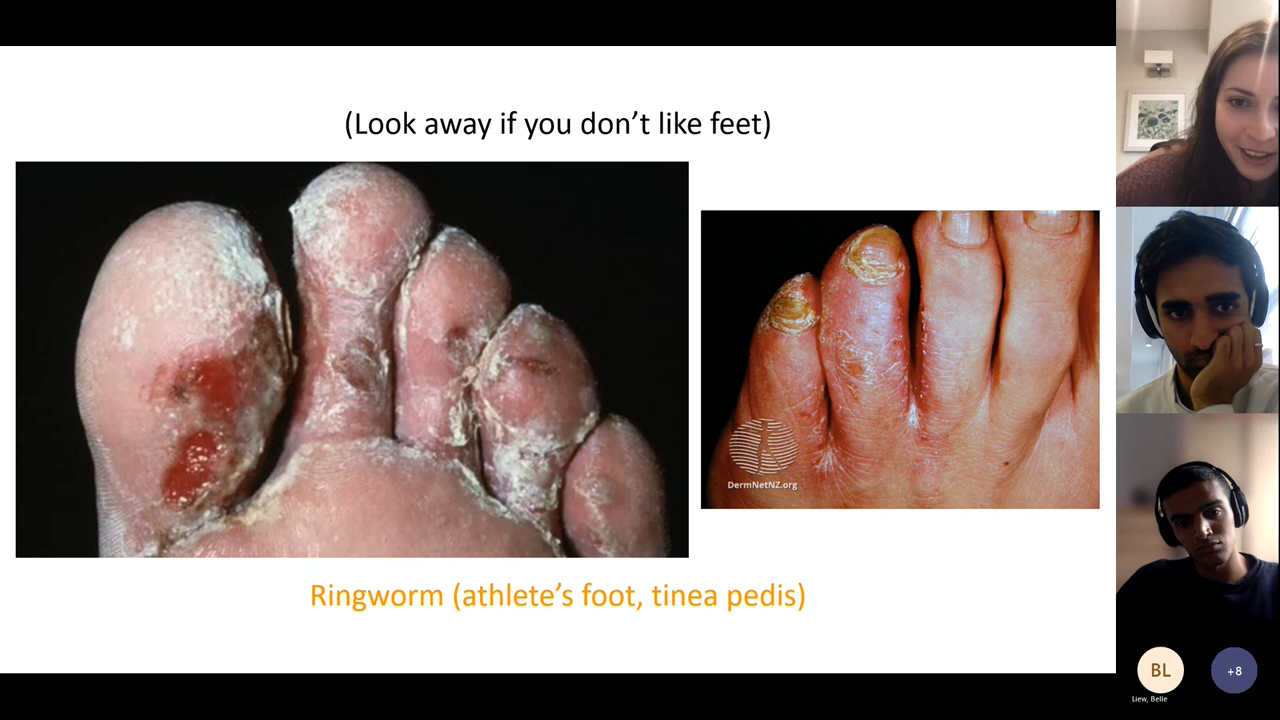 (Look away if you don’t like feet)
DermNetNZ.org
Ringworm (athlete’s foot, tinea pedis)
BL
+8
Liew, Belle